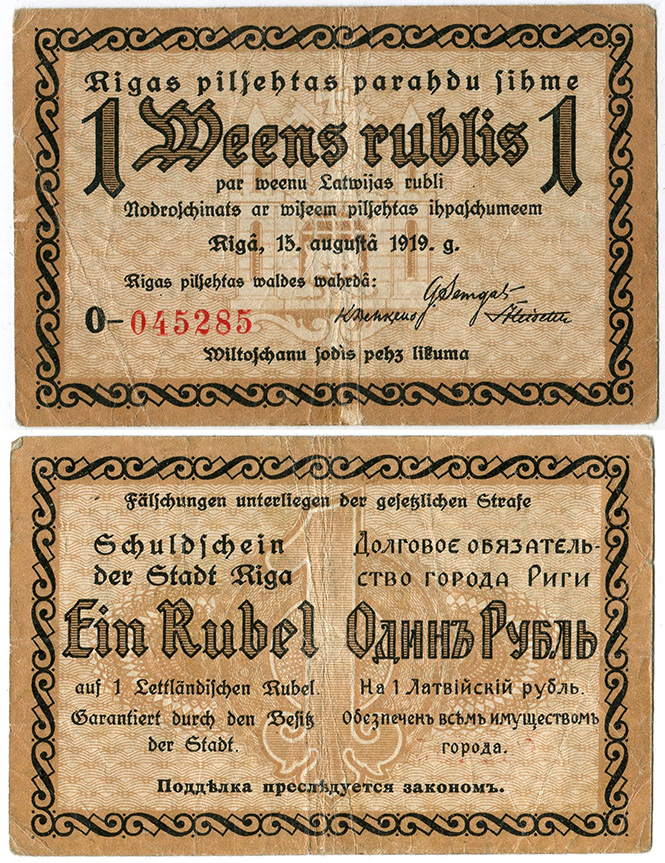 Rigas pilſehtas parahdu ſihme
1 Weens rublis 1
par weenu Latwijas rubli
Nodroſchinats ar wiſeem pilſehtas ihpaſchumeem
Rigâ, 15. auguſtâ 1919. g.
Rigas pilſehtas waldes wahrdâ:
O-045285
Wiltoſchanu ſodis pehz likuma
Fälſchungen unterliegen der geſetzlichen Strafe
Schuldſchein
der Stadt Riga
Ein Rubel
auf 1 Lettländiſchen Rubel.
Garantiert durch den Beſitz
der Stadt.
Долговое обязатель-
ство города Риги
Одинъ Рубль
На 1 Латвійскій рубль.
Обезпеченъ всѣмъ имуществомъ
города.
1
Поддѣлка преслѣдуется закономъ.